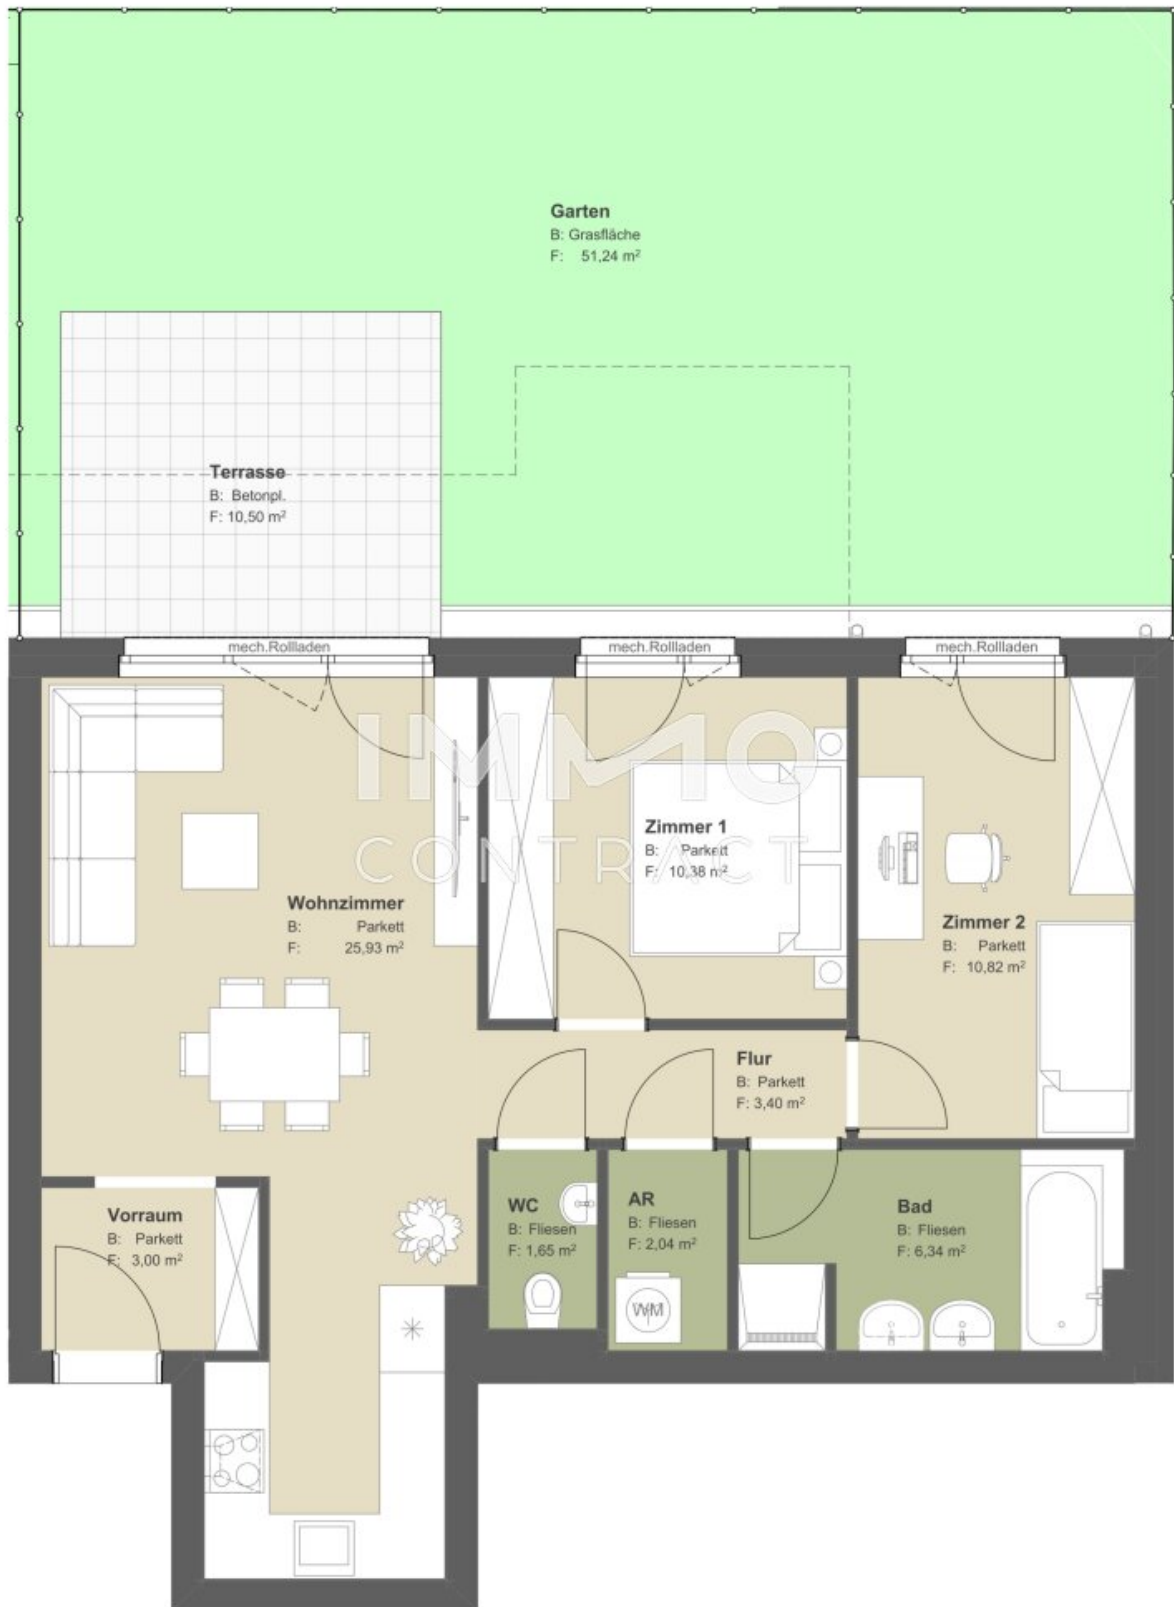 Garten
B: Grasfläche
F: 51,24 m²
Terrasse
B: Betonpl.
F: 10,50 m²
mech.Rollladen
mech.Rollladen
mech.Rollladen
IMMO
CONTRACT
Zimmer 1
B: Parkett
F: 10,38 m²
Wohnzimmer
B: Parkett
F: 25,93 m²
Zimmer 2
B: Parkett
F: 10,82 m²
Flur
B: Parkett
F: 3,40 m²
Vorraum
B: Parkett
F: 3,00 m²
WC
B: Fliesen
F: 1,65 m²
AR
B: Fliesen
F: 2,04 m²
WM
Bad
B: Fliesen
F: 6,34 m²